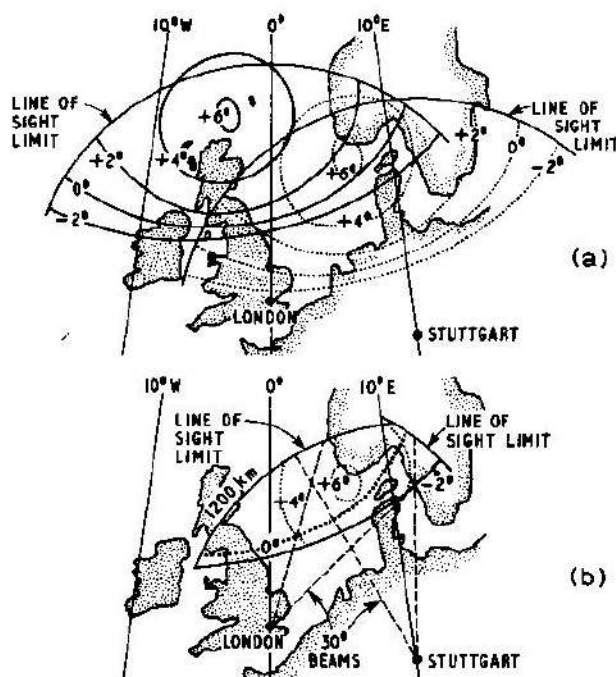 10°W
0°
10°E
LINE OF
SIGHT
LIMIT
LINE OF
SIGHT
LIMIT
+6°
+4°
+2°
0°
-2°
+2°
0°
-2°
+6°
+4°
(a)
LONDON
STUTTGART
10°W
0°
10°E
LINE OF
SIGHT
LIMIT
LINE OF
SIGHT LIMIT
1200 km
+4°
+6°
-2°
0°
(b)
LONDON
30°
BEAMS
STUTTGART